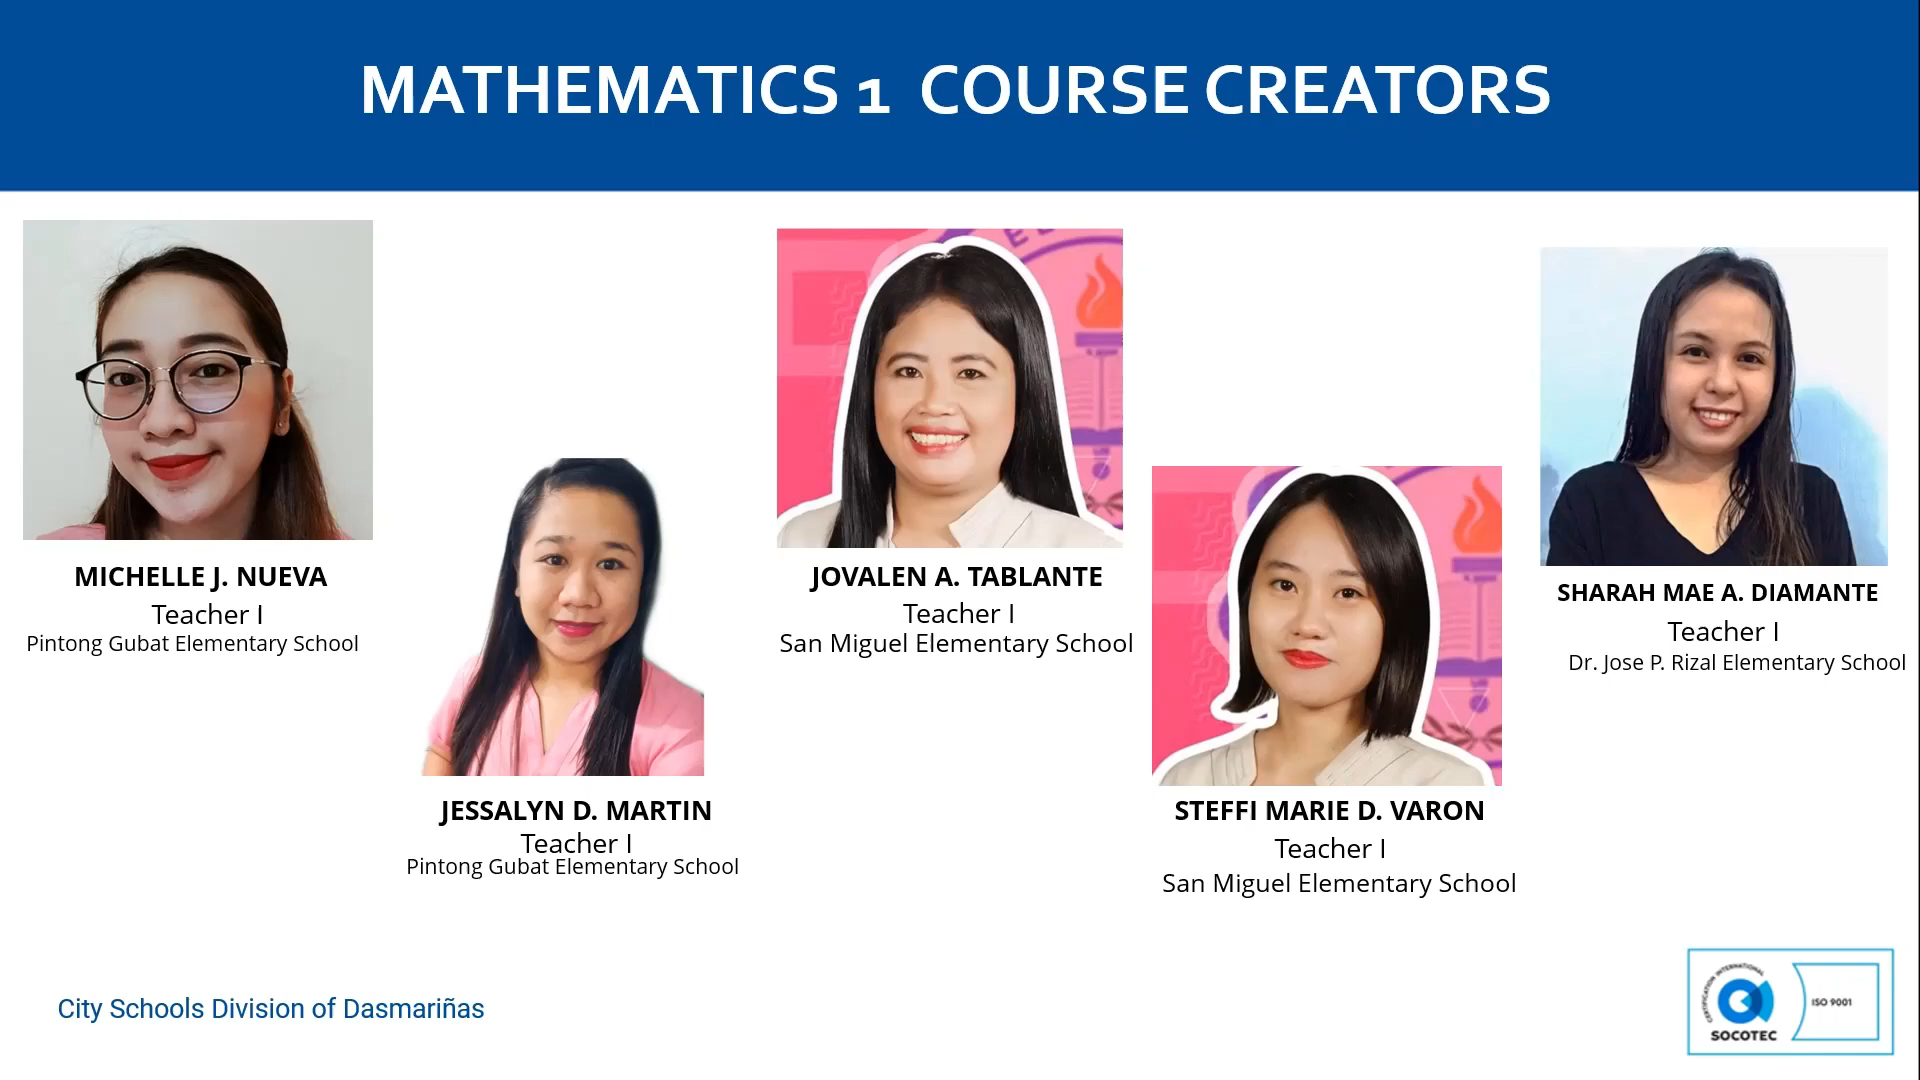 MATHEMATICS 1 COURSE CREATORS
MICHELLE J. NUEVA
Teacher I
Pintong Gubat Elementary School
JESSALYN D. MARTIN
Teacher I
Pintong Gubat Elementary School
JOVALEN A. TABLANTE
Teacher I
San Miguel Elementary School
STEFFI MARIE D. VARON
Teacher I
San Miguel Elementary School
SHARAH MAE A. DIAMANTE
Teacher I
Dr. Jose P. Rizal Elementary School
City Schools Division of Dasmariñas
CERTIFICATION INTERNATIONAL
SOCOTEC
ISO 9001